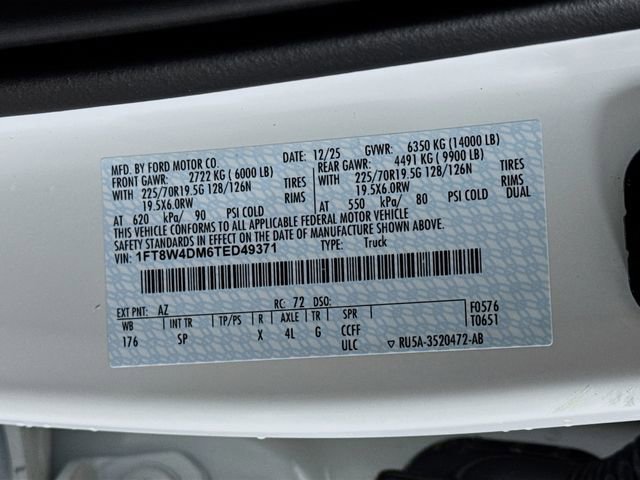 MFD. BY FORD MOTOR CO. DATE: 12/25 GVWR: 6350 KG (14000 LB)
FRONT GAWR: 2722 KG ( 6000 LB) REAR GAWR: 4491 KG ( 9900 LB)
WITH 225/70R19.5G 128/126N TIRES WITH 225/70R19.5G 128/126N TIRES
19.5X6.0RW RIMS 19.5X6.0RW RIMS
AT 620 kPa/ 90 PSI COLD AT 550 kPa/ 80 PSI COLD DUAL
THIS VEHICLE CONFORMS TO ALL APPLICABLE FEDERAL MOTOR VEHICLE
SAFETY STANDARDS IN EFFECT ON THE DATE OF MANUFACTURE SHOWN ABOVE.
VIN: 1FT8W4DM6TED49371 TYPE: Truck
EXT PNT: AZ RC: 72 DSO: F0576
WB INT TR TP/PS R AXLE TR SPR T0651
176 SP X 4L G CCFF
ULC RU5A-3520472-AB